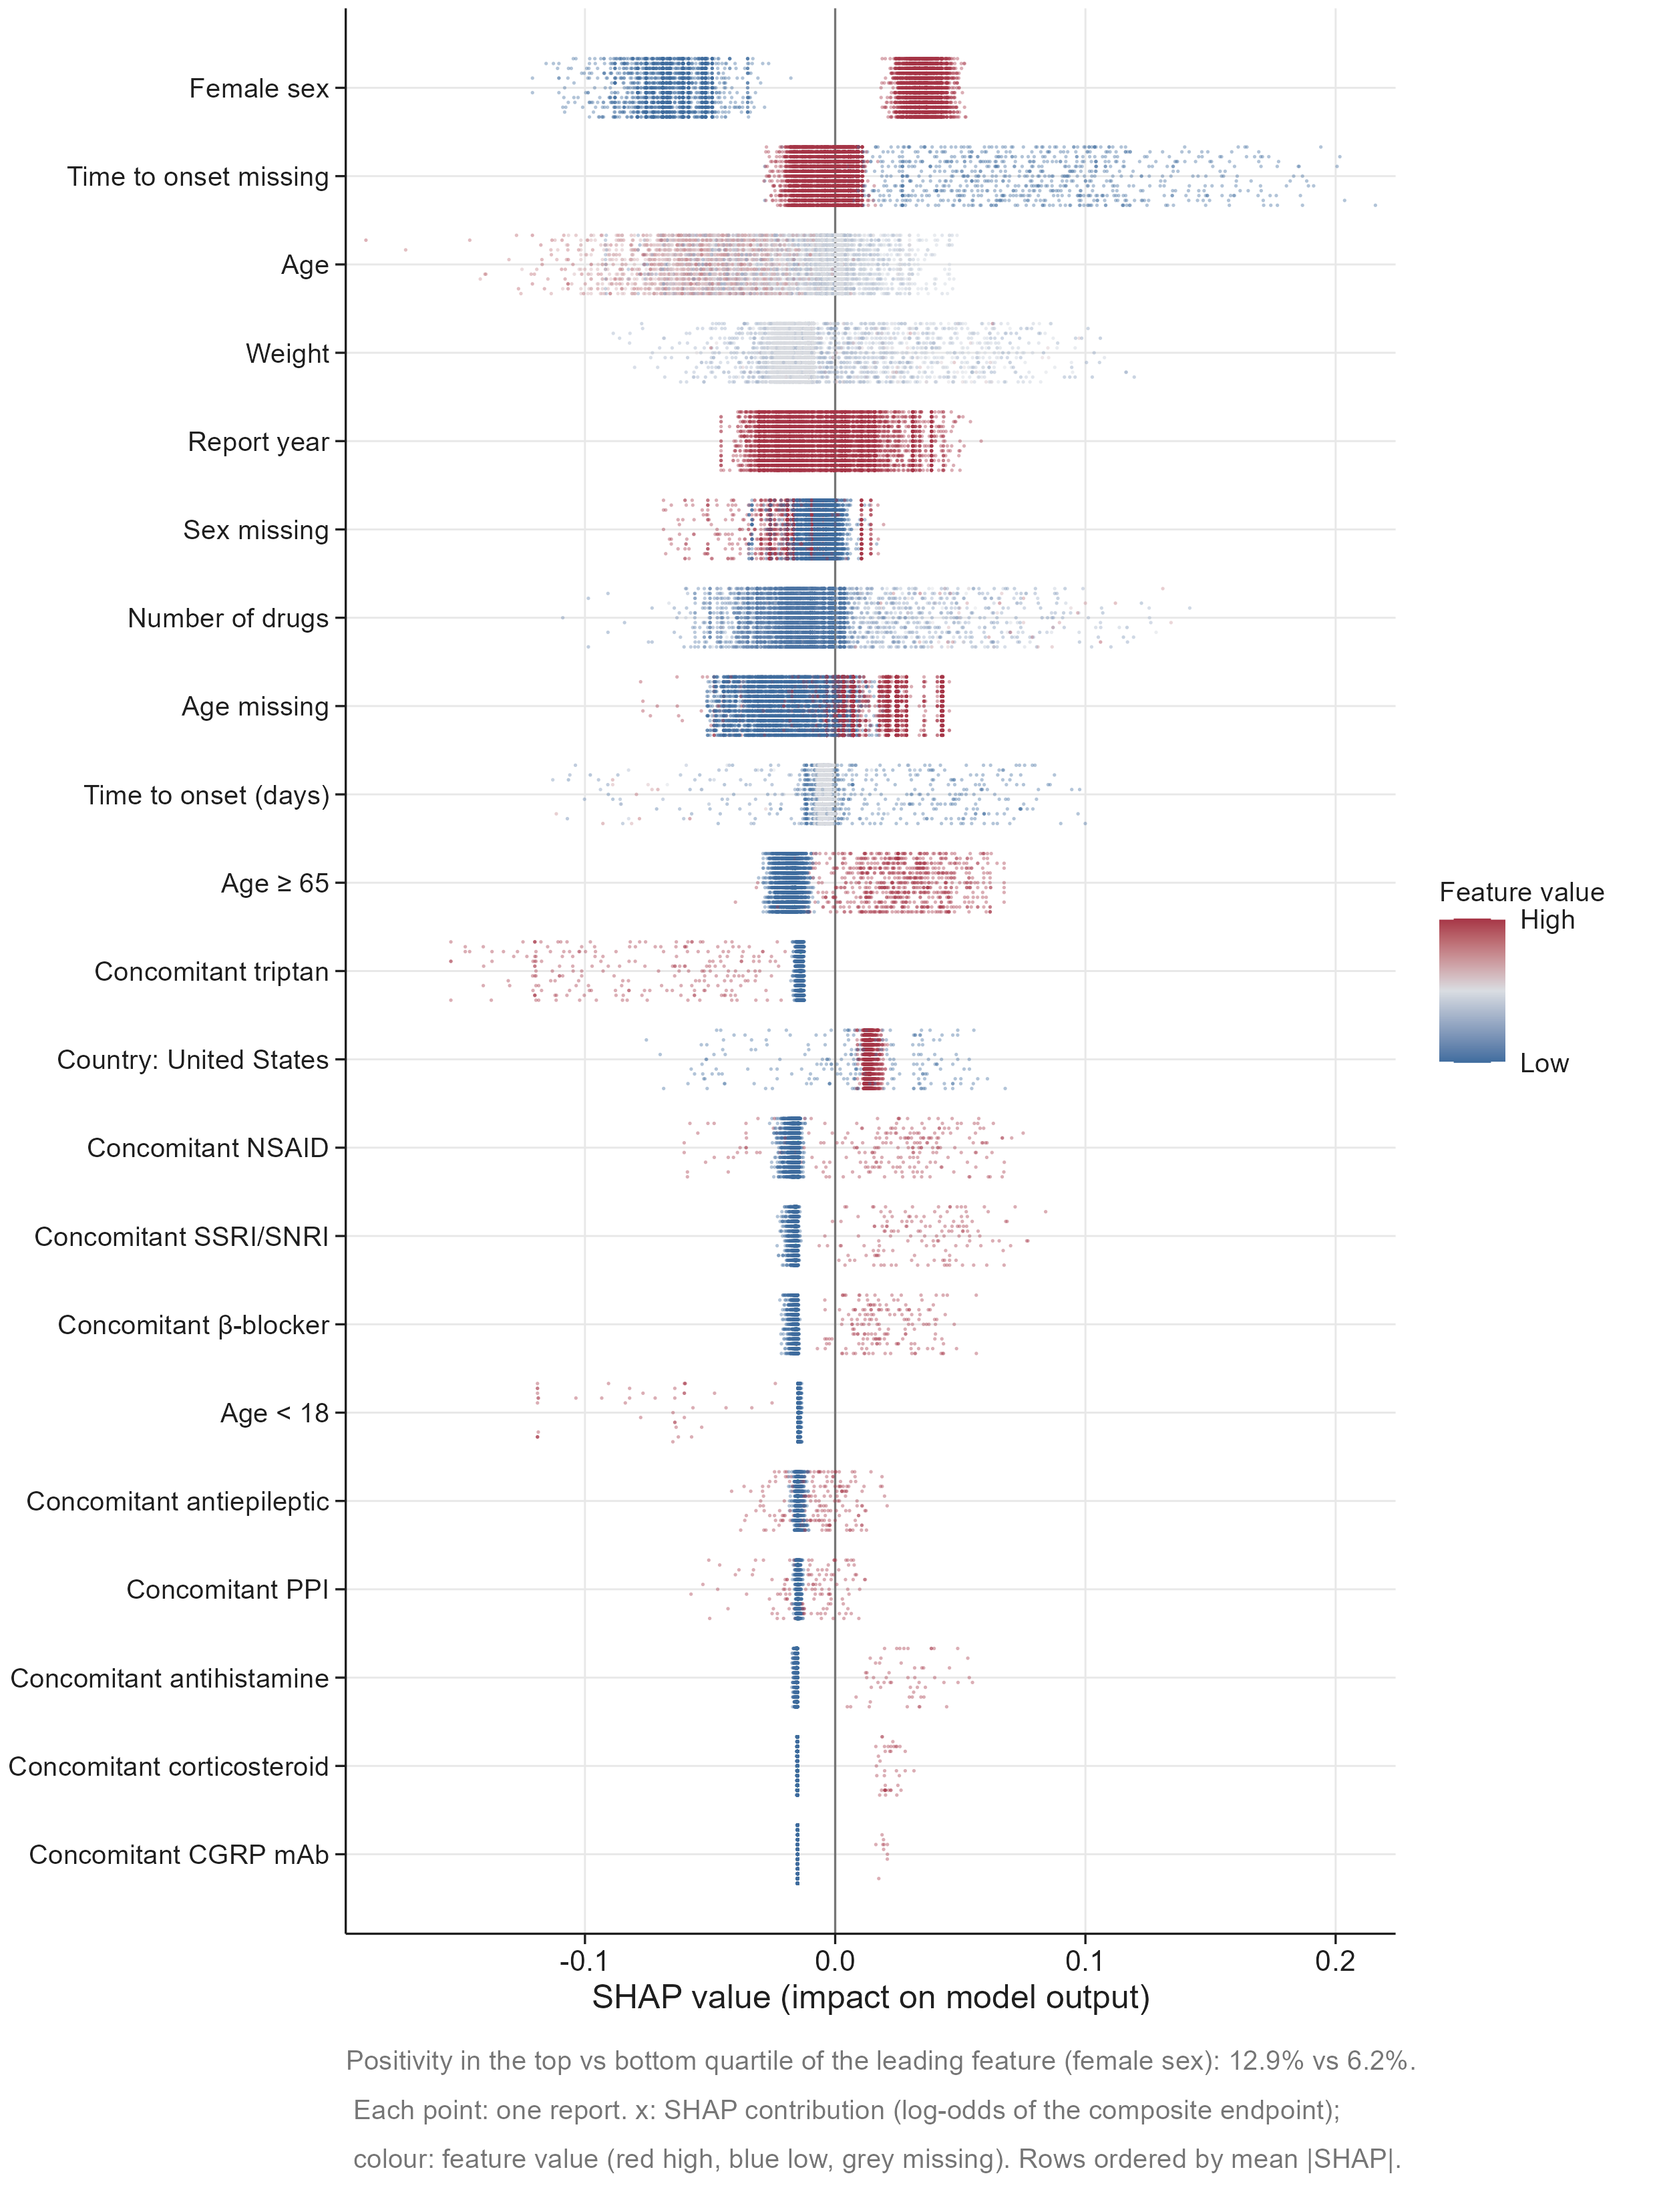 Female sex
Time to onset missing
Age
Weight
Report year
Sex missing
Number of drugs
Age missing
Time to onset (days)
Age ≥ 65
Concomitant triptan
Country: United States
Concomitant NSAID
Concomitant SSRI/SNRI
Concomitant β-blocker
Age < 18
Concomitant antiepileptic
Concomitant PPI
Concomitant antihistamine
Concomitant corticosteroid
Concomitant CGRP mAb
Feature value
High
Low
-0.1 0.0 0.1 0.2
SHAP value (impact on model output)
Positivity in the top vs bottom quartile of the leading feature (female sex): 12.9% vs 6.2%.
Each point: one report. x: SHAP contribution (log-odds of the composite endpoint);
colour: feature value (red high, blue low, grey missing). Rows ordered by mean |SHAP|.